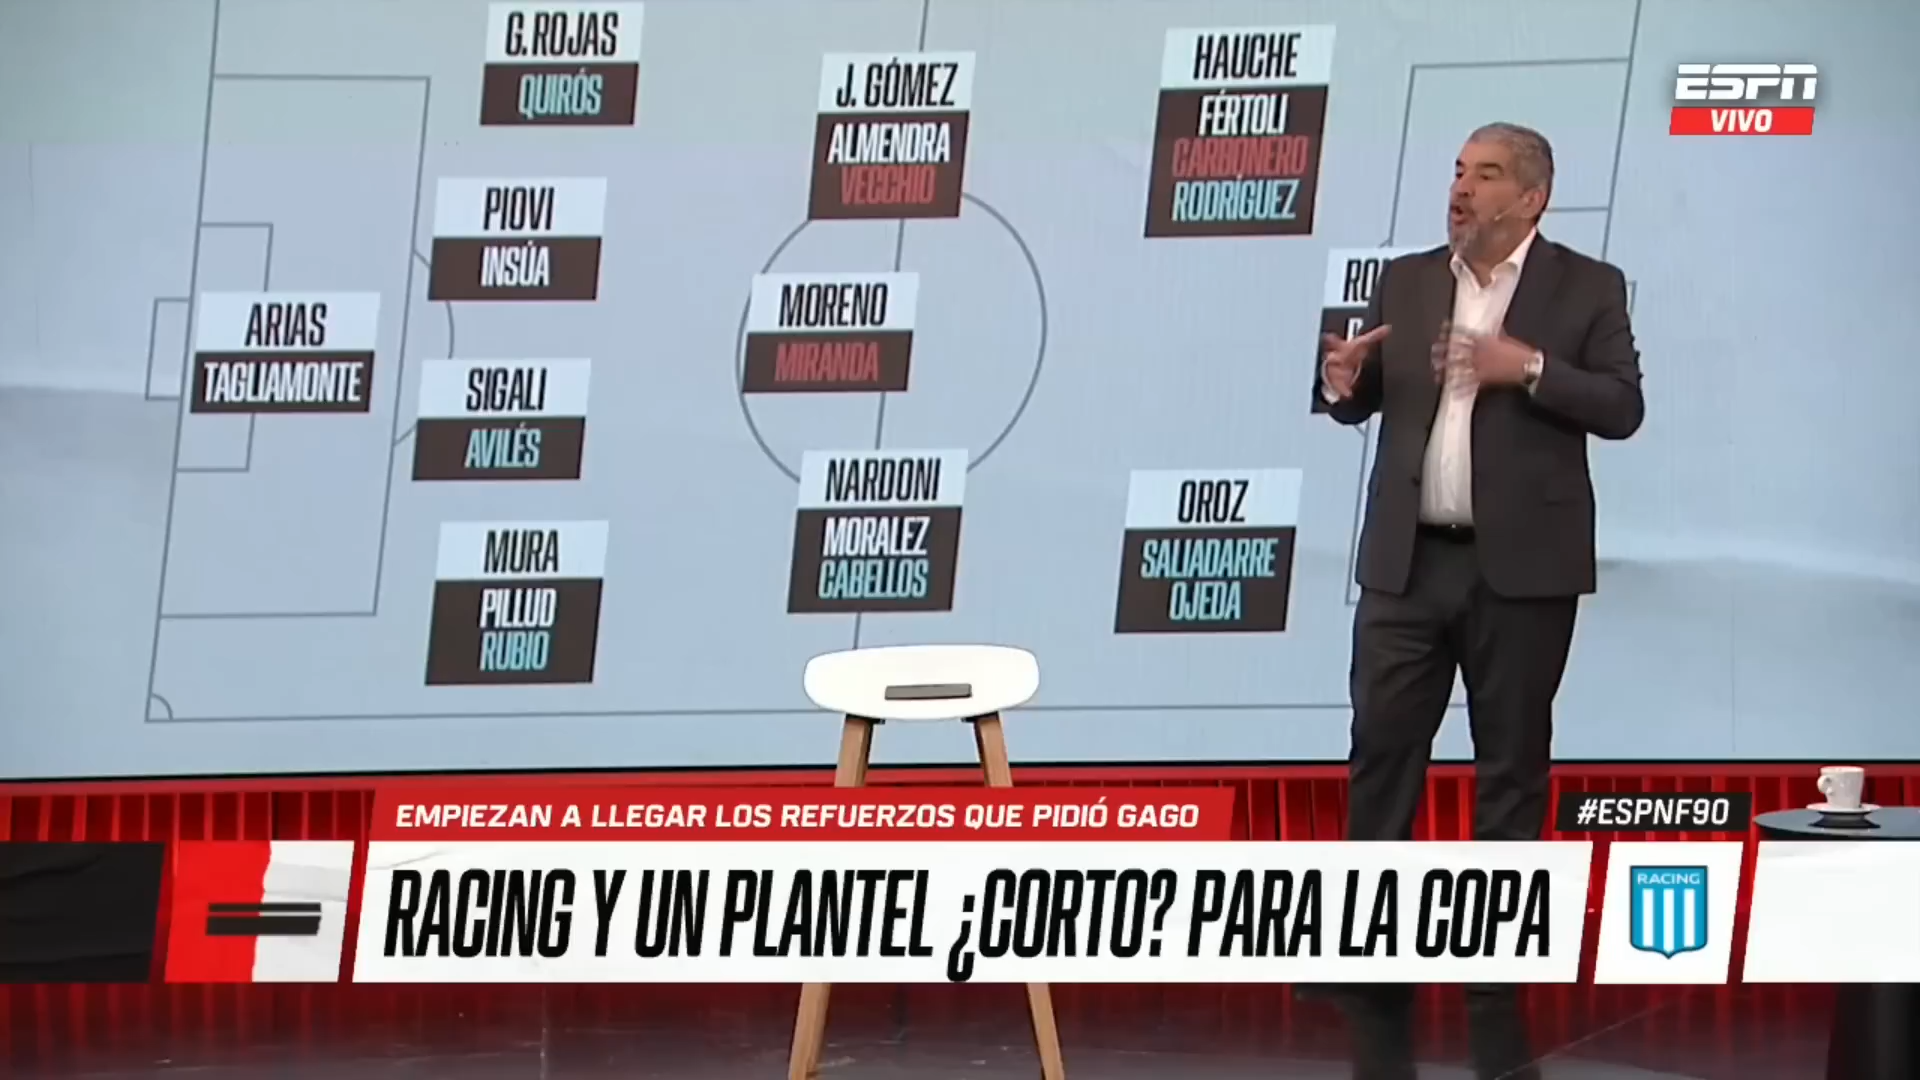 G. ROJAS
QUIRÓS
PIOVI
INSÚA
ARIAS
TAGLIAMONTE
SIGALI
AVILÉS
MURA
PILLUD
RUBIO
J. GÓMEZ
ALMENDRA
VECCHIO
MORENO
MIRANDA
NARDONI
MORALEZ
CABELLOS
HAUCHE
FÉRTOLI
CARBONERO
RODRÍGUEZ
OROZ
SALIADARRE
OJEDA
ESPN
VIVO
EMPIEZAN A LLEGAR LOS REFUERZOS QUE PIDIÓ GAGO
#ESPNF90
RACING Y UN PLANTEL ¿CORTO? PARA LA COPA
RACING